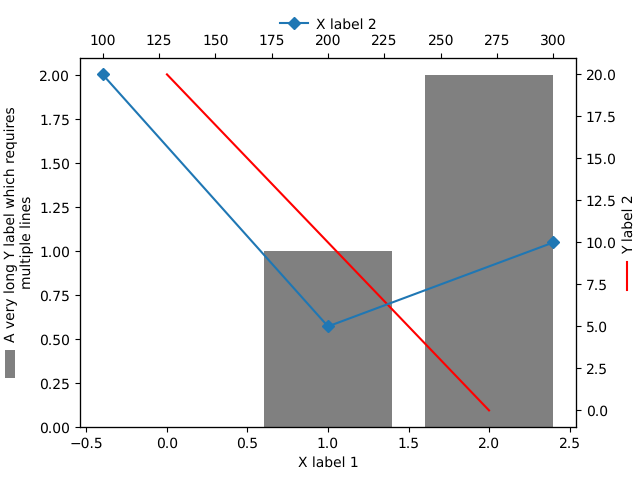 X label 2
100 125 150 175 200 225 250 275 300
A very long Y label which requires
multiple lines
2.00
1.75
1.50
1.25
1.00
0.75
0.50
0.25
0.00
20.0
17.5
15.0
12.5
10.0
7.5
5.0
2.5
0.0
Y label 2
−0.5 0.0 0.5 1.0 1.5 2.0 2.5
X label 1